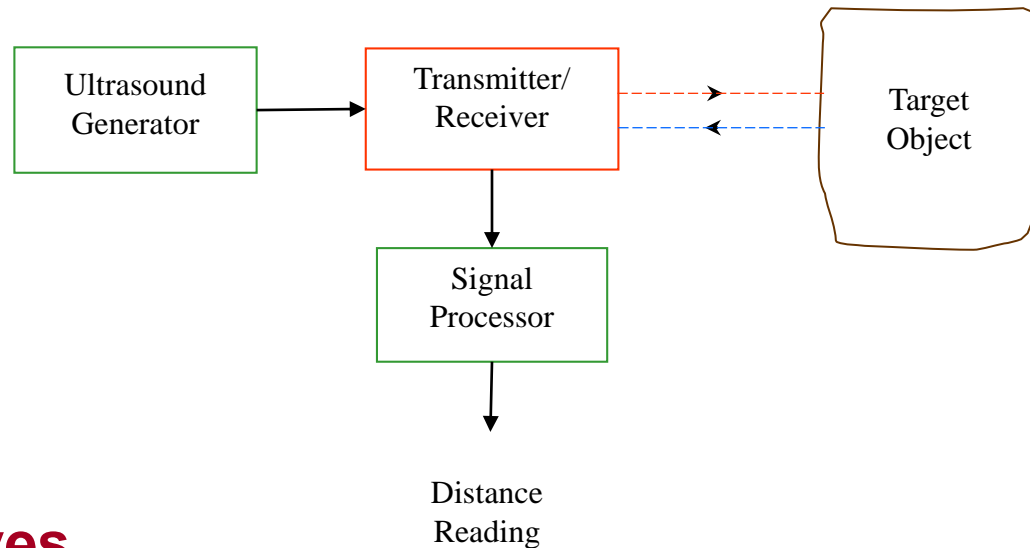 Ultrasound
Generator
Transmitter/
Receiver
Target
Object
Signal
Processor
Distance
Reading